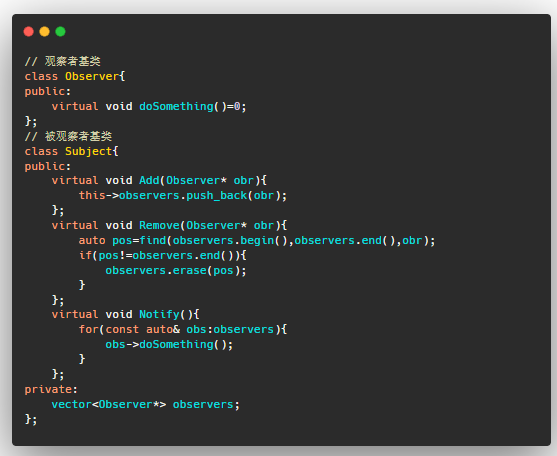 // 观察者基类
class Observer{
public:
    virtual void doSomething()=0;
};
// 被观察者基类
class Subject{
public:
    virtual void Add(Observer* obr){
        this->observers.push_back(obr);
    };
    virtual void Remove(Observer* obr){
        auto pos=find(observers.begin(),observers.end(),obr);
        if(pos!=observers.end()){
            observers.erase(pos);
        }
    };
    virtual void Notify(){
        for(const auto& obs:observers){
            obs->doSomething();
        }
    };
private:
    vector<Observer*> observers;
};